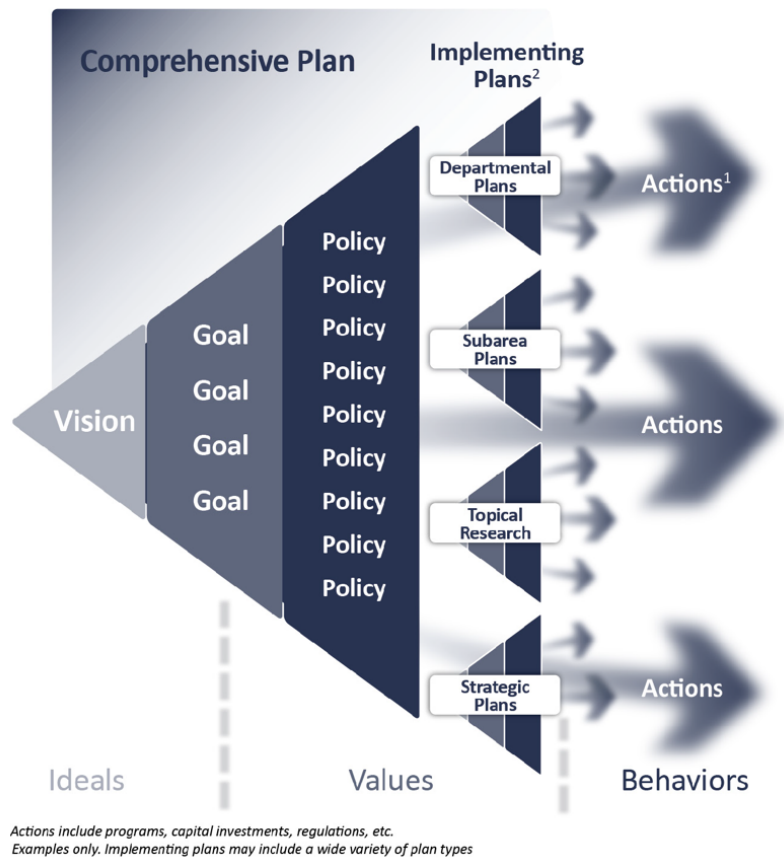 Comprehensive Plan
Implementing
Plans2
Vision
Goal
Goal
Goal
Goal
Policy
Policy
Policy
Policy
Policy
Policy
Policy
Policy
Policy
Departmental
Plans
Subarea
Plans
Topical
Research
Strategic
Plans
Actions1
Actions
Actions
Ideals
Values
Behaviors
Actions include programs, capital investments, regulations, etc.
Examples only. Implementing plans may include a wide variety of plan types